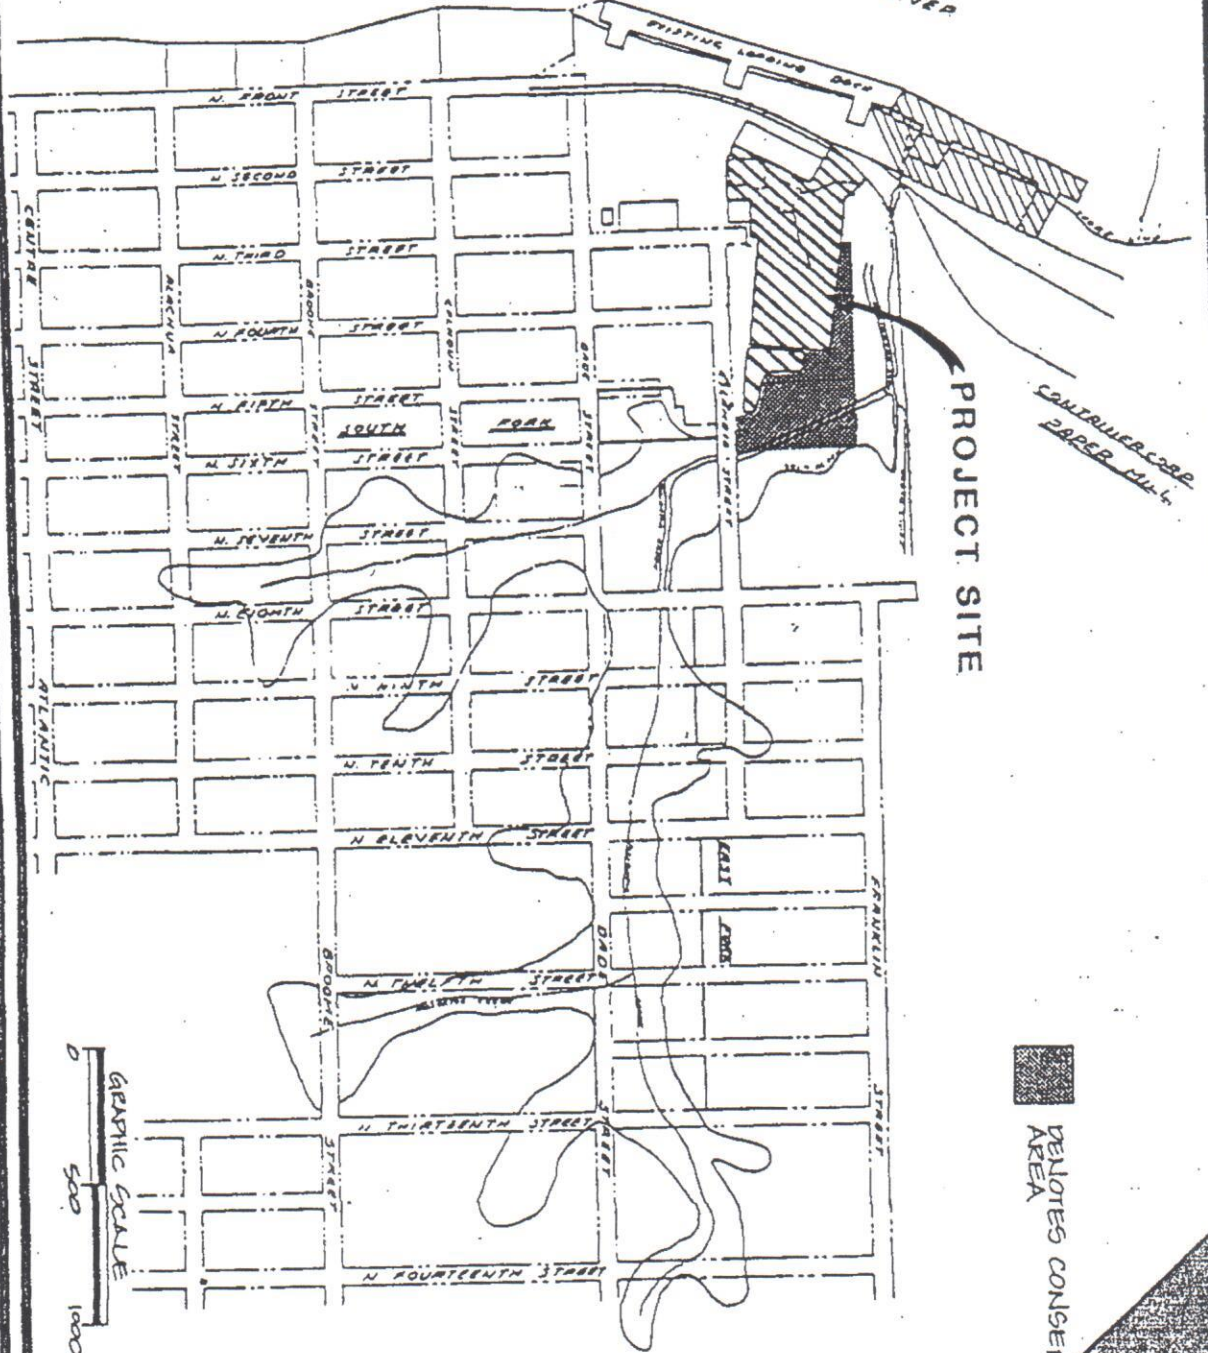 EXISTING LOADING DOCK
SHORE LINE
N. FRONT STREET
N. SECOND STREET
N. THIRD STREET
N. FOURTH STREET
N. FIFTH STREET
SOUTH FORK
N. SIXTH STREET
N. SEVENTH STREET
N. EIGHTH STREET
N. NINTH STREET
N. TENTH STREET
N ELEVENTH STREET
N. TWELFTH STREET
N THIRTEENTH STREET
N FOURTEENTH STREET
CENTRE STREET
ATLANTIC
ALACHUA STREET
BROOME STREET
CALHOUN STREET
DADE STREET
STREET
EAST FORK
DADE STREET
BROOME STREET
FRANKLIN STREET
PROJECT SITE
PAPER MILL
DENOTES CONSE
AREA
GRAPHIC SCALE
0 500 1000